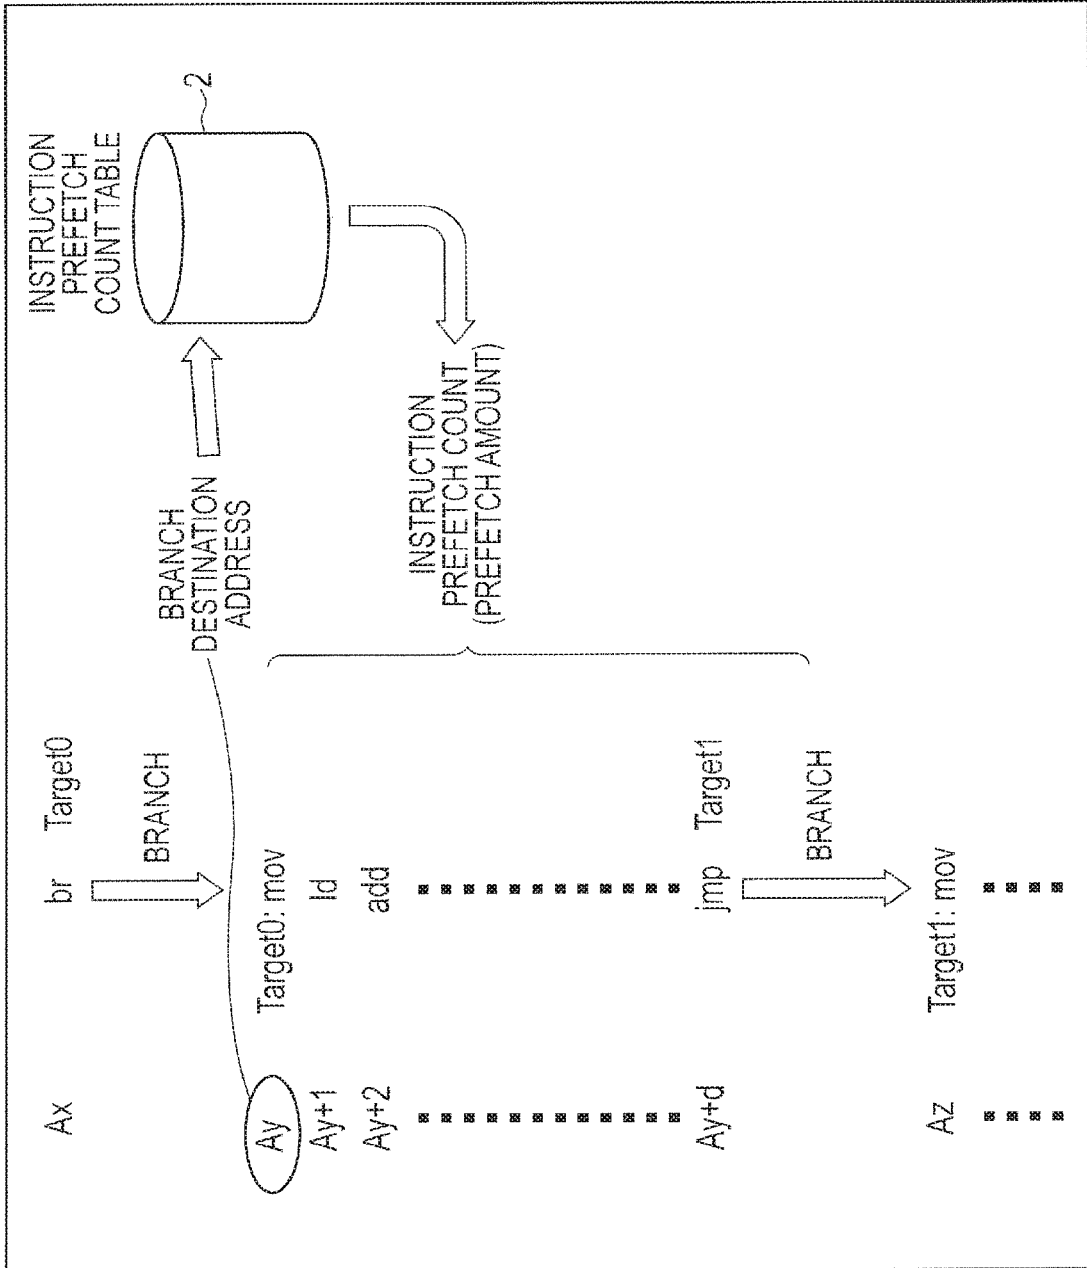 Ax br Target0
BRANCH
Ay Target0: mov
Ay+1 ld
Ay+2 add
Ay+d jmp Target1
BRANCH
Az Target1: mov
BRANCH
DESTINATION
ADDRESS
INSTRUCTION
PREFETCH
COUNT TABLE
2
INSTRUCTION
PREFETCH COUNT
(PREFETCH AMOUNT)